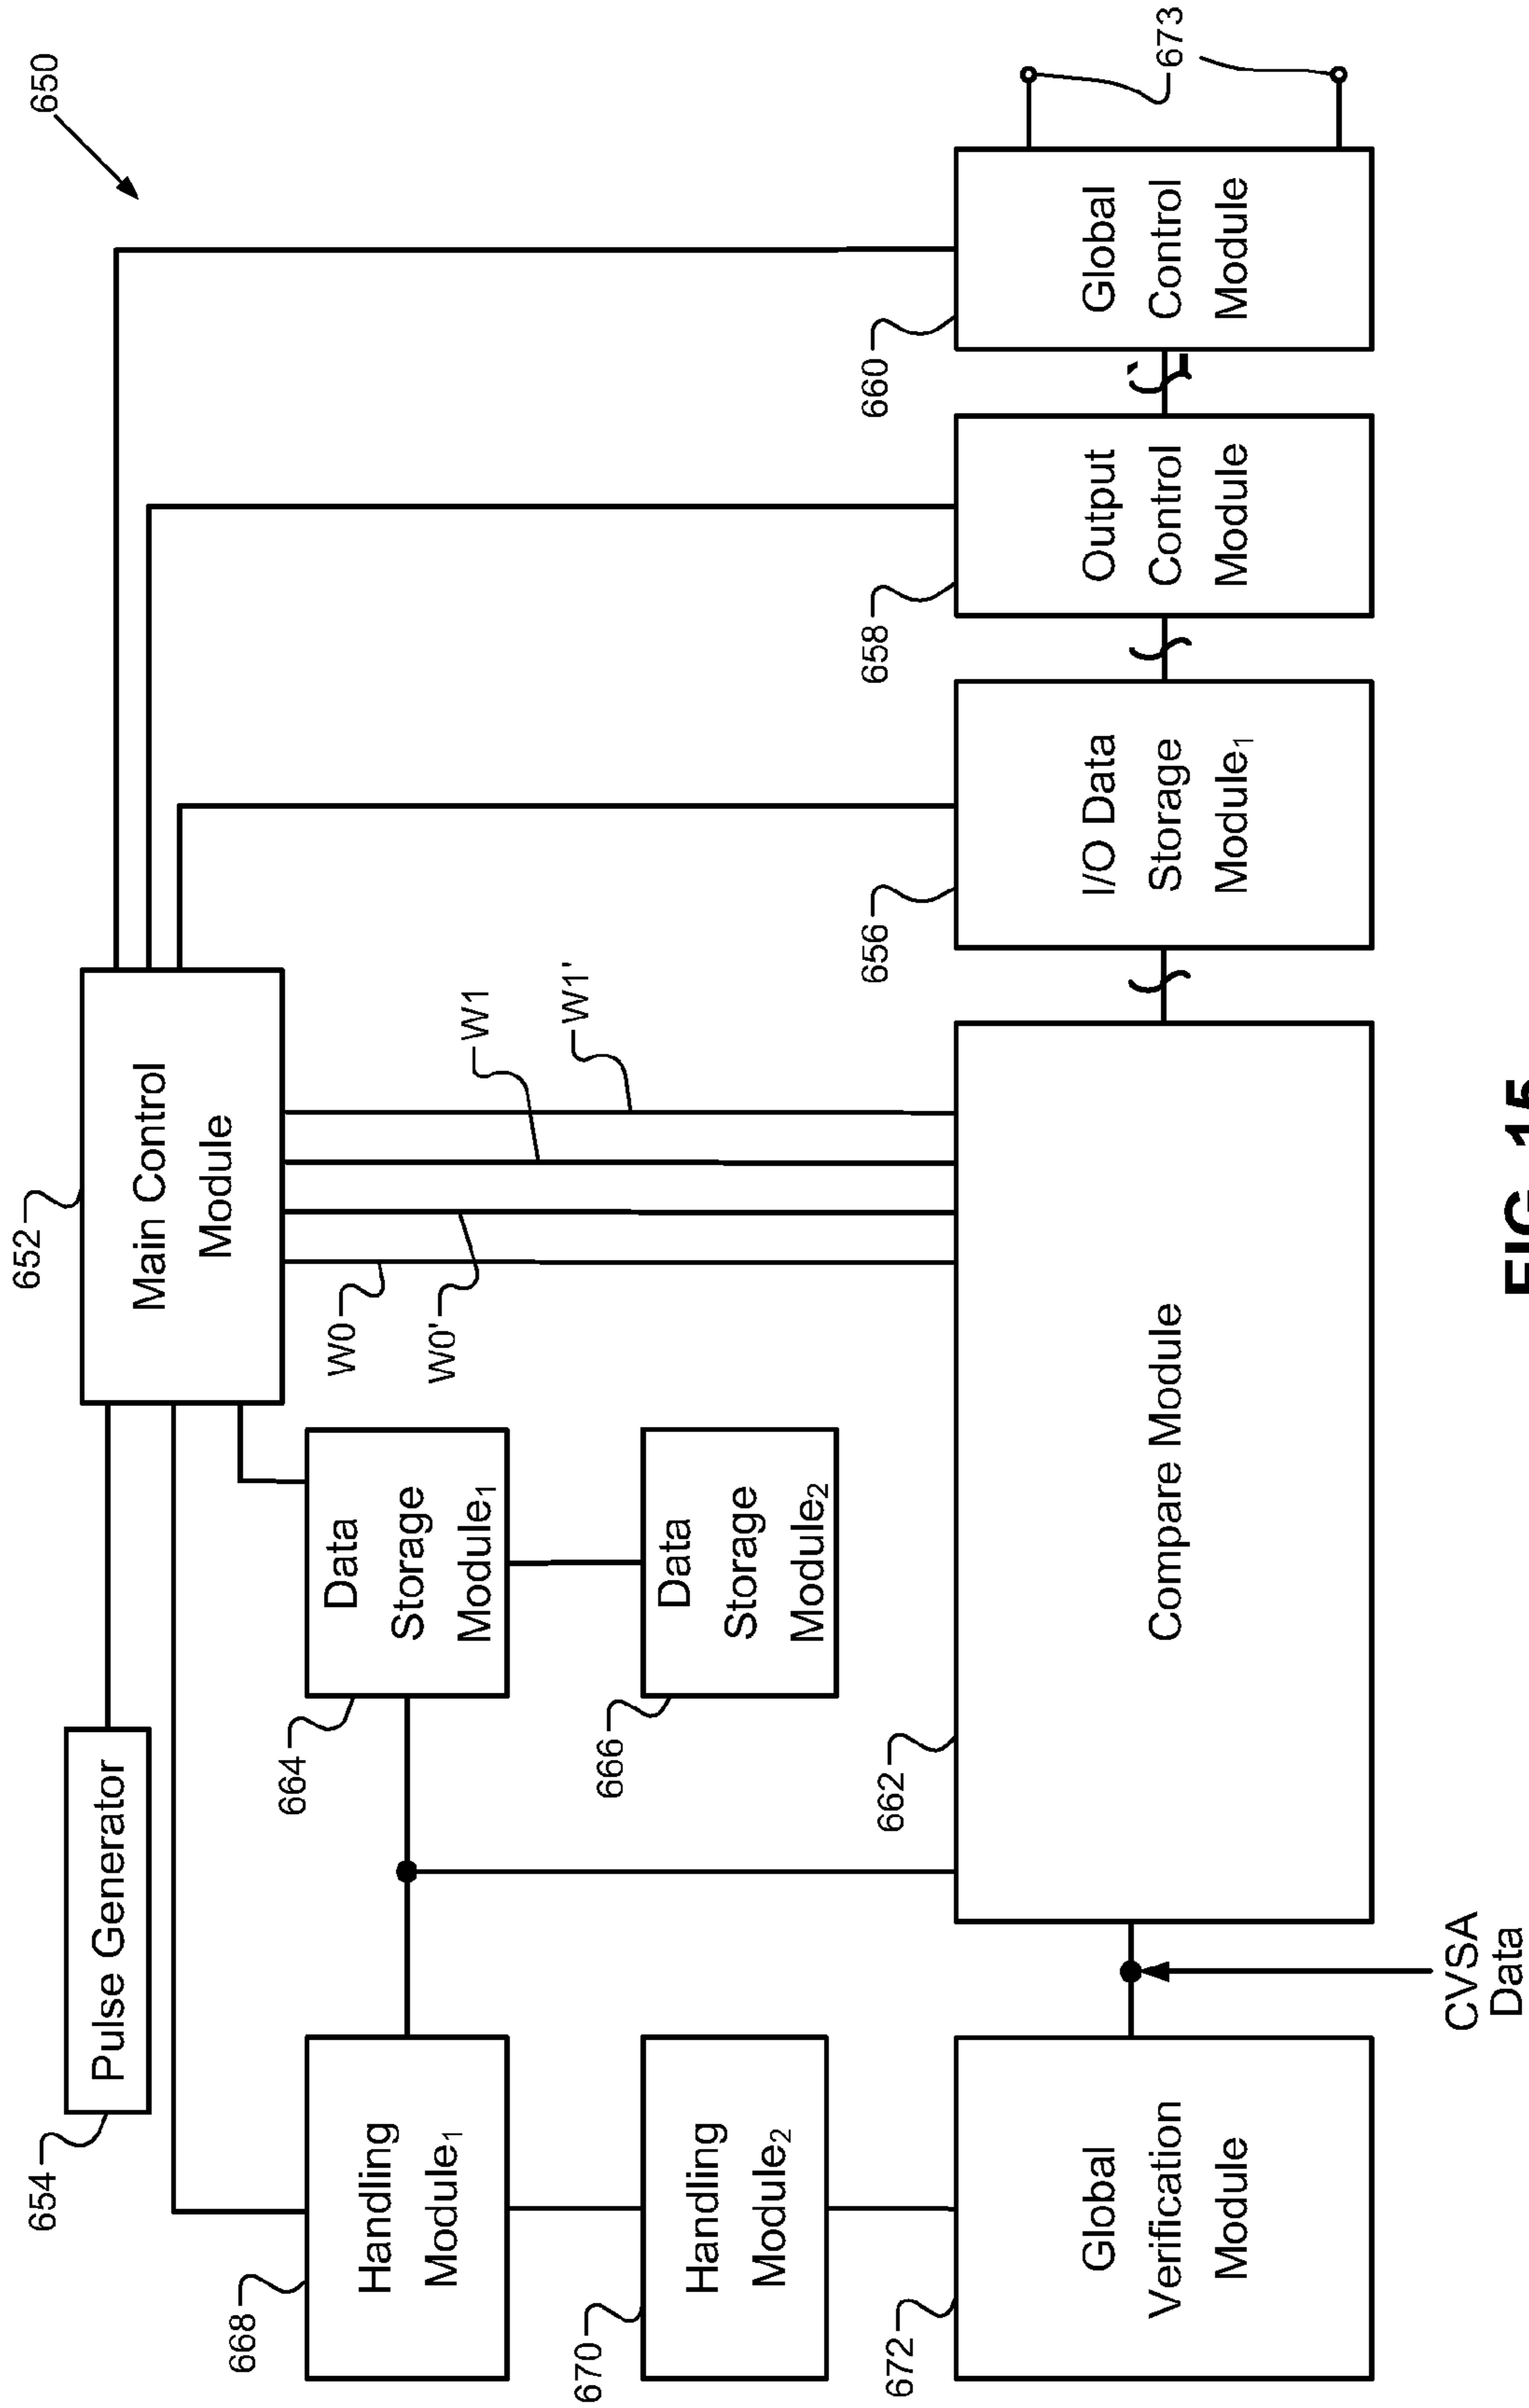 650
652
Main Control
Module
654
Pulse Generator
W1
W1'
W0
W0'
664
Data
Storage
Module₁
666
Data
Storage
Module₂
668
Handling
Module₁
670
Handling
Module₂
672
Global
Verification
Module
662
Compare Module
656
I/O Data
Storage
Module₁
658
Output
Control
Module
660
Global
Control
Module
673
CVSA
Data
FIG. 15